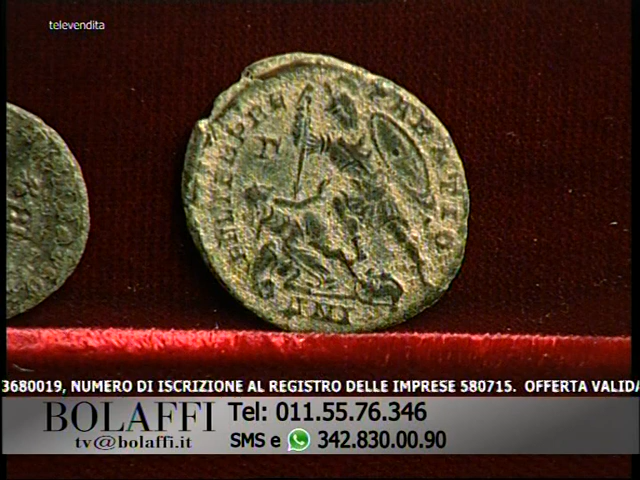 televendita
3680019, NUMERO DI ISCRIZIONE AL REGISTRO DELLE IMPRESE 580715. OFFERTA VALIDA
BOLAFFI
tv@bolaffi.it
Tel: 011.55.76.346
SMS e 342.830.00.90